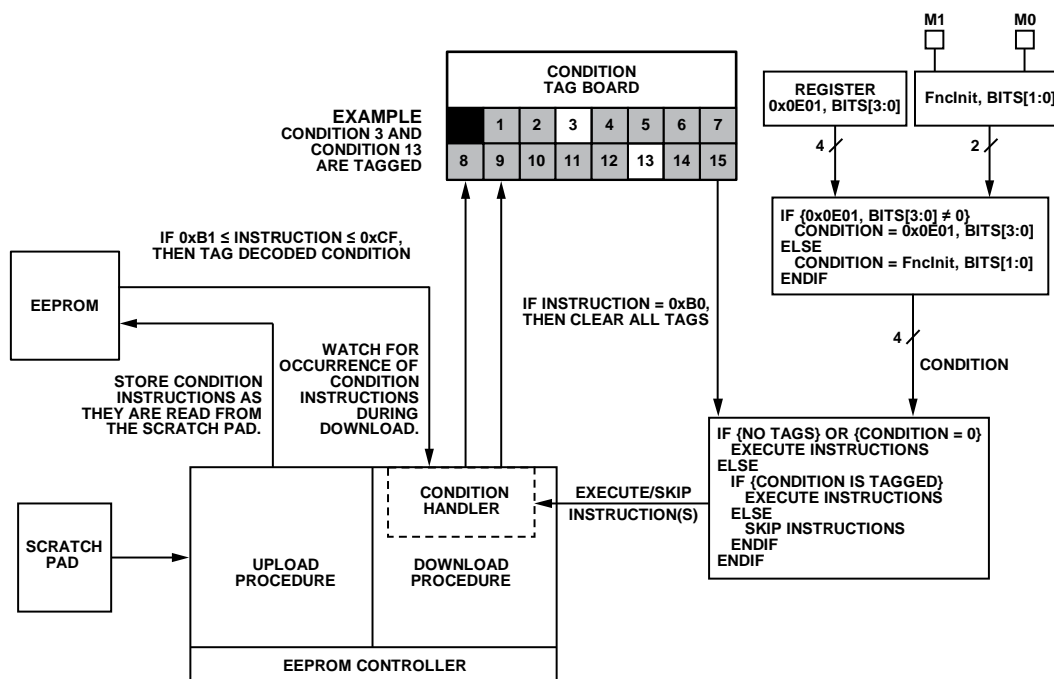 M1
M0
CONDITION
TAG BOARD
REGISTER
0x0E01, BITS[3:0]
FncInit, BITS[1:0]
EXAMPLE
CONDITION 3 AND
CONDITION 13
ARE TAGGED
1 2 3 4 5 6 7
8 9 10 11 12 13 14 15
4
2
IF {0x0E01, BITS[3:0] ≠ 0}
CONDITION = 0x0E01, BITS[3:0]
ELSE
CONDITION = FncInit, BITS[1:0]
ENDIF
IF 0xB1 ≤ INSTRUCTION ≤ 0xCF,
THEN TAG DECODED CONDITION
EEPROM
IF INSTRUCTION = 0xB0,
THEN CLEAR ALL TAGS
4
CONDITION
STORE CONDITION
INSTRUCTIONS AS
THEY ARE READ FROM
THE SCRATCH PAD.
WATCH FOR
OCCURRENCE OF
CONDITION
INSTRUCTIONS
DURING
DOWNLOAD.
IF {NO TAGS} OR {CONDITION = 0}
EXECUTE INSTRUCTIONS
ELSE
IF {CONDITION IS TAGGED}
EXECUTE INSTRUCTIONS
ELSE
SKIP INSTRUCTIONS
ENDIF
ENDIF
CONDITION
HANDLER
EXECUTE/SKIP
INSTRUCTION(S)
SCRATCH
PAD
UPLOAD
PROCEDURE
DOWNLOAD
PROCEDURE
EEPROM CONTROLLER